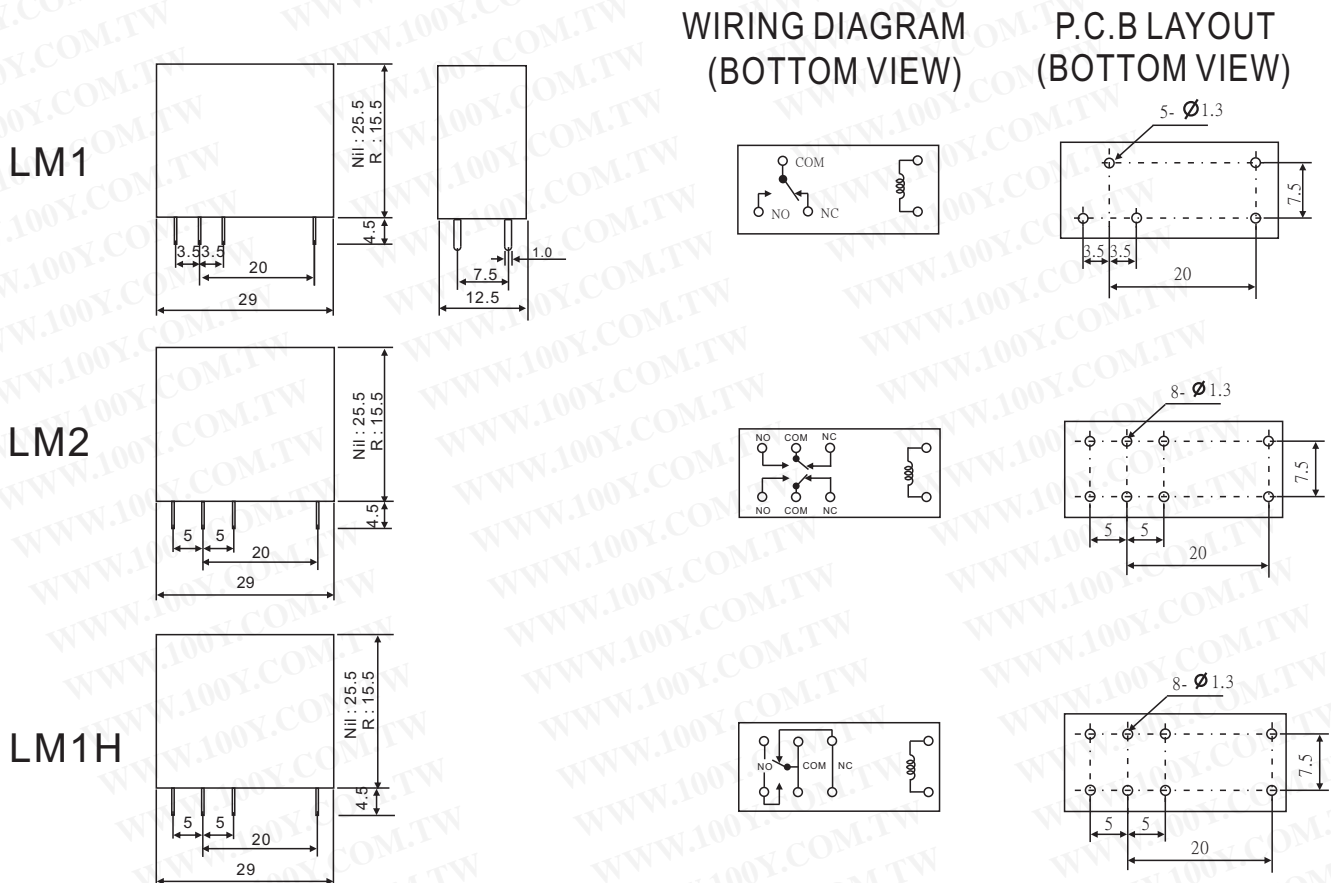 WIRING DIAGRAM
(BOTTOM VIEW)
P.C.B LAYOUT
(BOTTOM VIEW)
LM1
Nil : 25.5
R : 15.5
4.5
3.5 3.5
20
29
7.5
1.0
12.5
COM
NO NC
5- Ø1.3
7.5
3.5 3.5
20
LM2
Nil : 25.5
R : 15.5
4.5
5 5
20
29
NO COM NC
NO COM NC
8- Ø1.3
7.5
5 5
20
LM1H
Nil : 25.5
R : 15.5
4.5
5 5
20
29
NO COM NC
8- Ø1.3
7.5
5 5
20
WWW.100Y.COM.TW